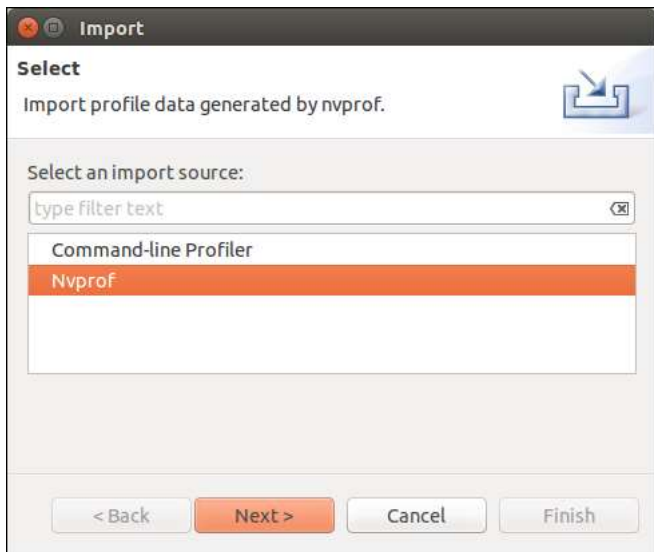 Import
Select
Import profile data generated by nvprof.
Select an import source:
type filter text
Command-line Profiler
Nvprof
< Back
Next >
Cancel
Finish